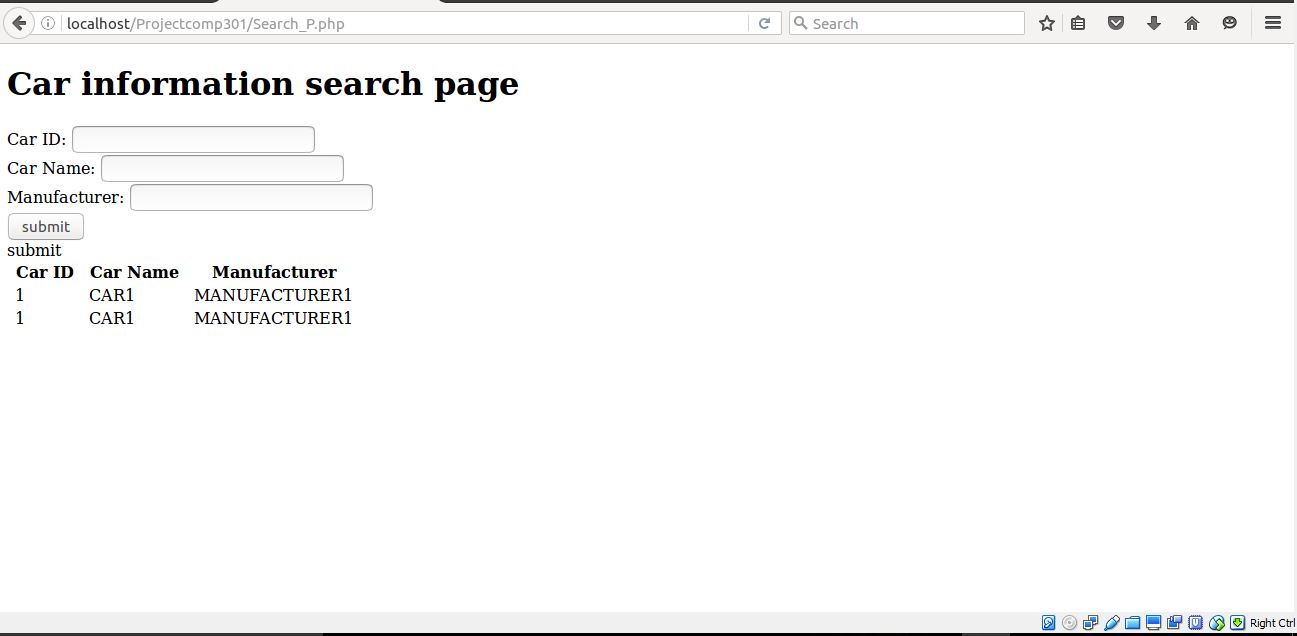 localhost/Projectcomp301/Search_P.php Search
Car information search page
Car ID:
Car Name:
Manufacturer:
submit
submit
Car ID Car Name Manufacturer
1 CAR1 MANUFACTURER1
1 CAR1 MANUFACTURER1
Right Ctrl